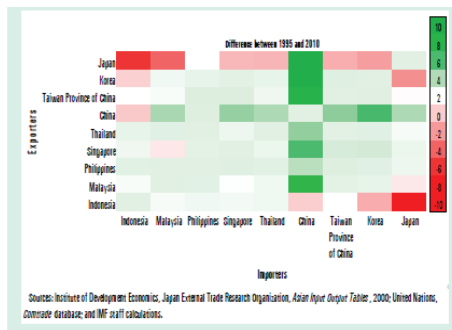 Difference between 1995 and 2010
10
8
6
4
2
0
-2
-4
-6
-8
-10
Exporters
Japan
Korea
Taiwan Province of China
China
Thailand
Singapore
Philippines
Malaysia
Indonesia
Indonesia Malaysia Philippines Singapore Thailand China Taiwan Province of China Korea Japan
Importers
Sources: Institute of Development Economics, Japan External Trade Research Organization, Asian Input Output Tables, 2000; United Nations,
Comtrade database; and IMF staff calculations.